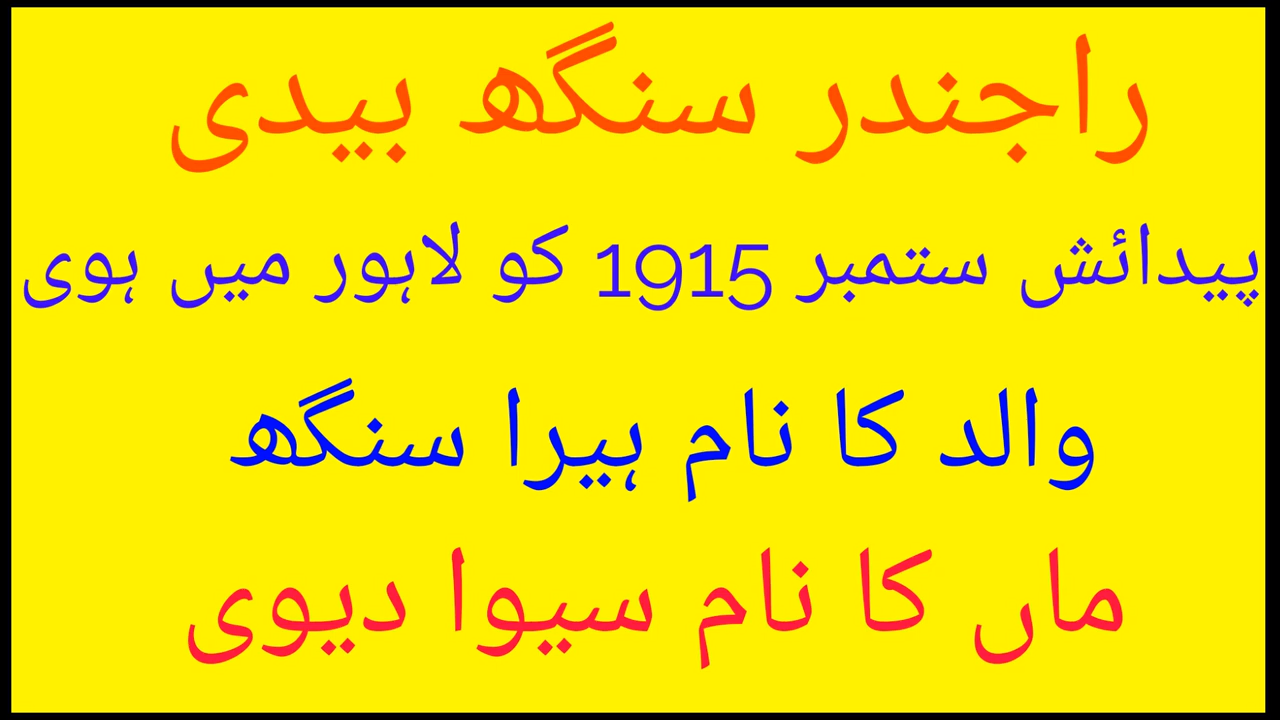 راجندر سنگھ بیدی
پیدائش ستمبر 1915 کو لاہور میں ہوی
والد کا نام ہیرا سنگھ
ماں کا نام سیوا دیوی